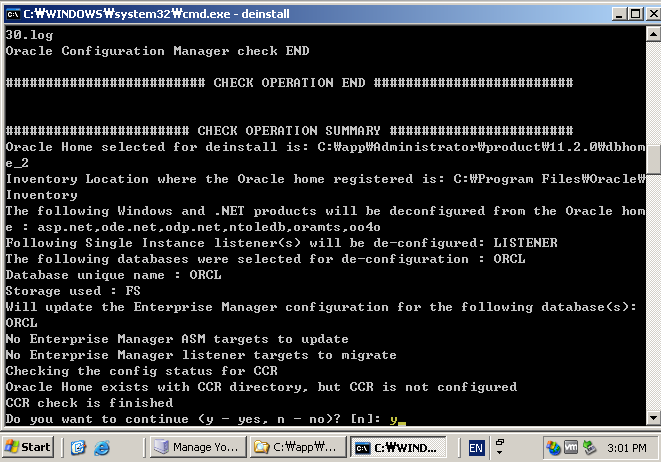 C:₩WINDOWS₩system32₩cmd.exe - deinstall
30.log
Oracle Configuration Manager check END
######################### CHECK OPERATION END #########################
####################### CHECK OPERATION SUMMARY #######################
Oracle Home selected for deinstall is: C:₩app₩Administrator₩product₩11.2.0₩dbhom
e_2
Inventory Location where the Oracle home registered is: C:₩Program Files₩Oracle₩
Inventory
The following Windows and .NET products will be deconfigured from the Oracle hom
e : asp.net,ode.net,odp.net,ntoledb,oramts,oo4o
Following Single Instance listener(s) will be de-configured: LISTENER
The following databases were selected for de-configuration : ORCL
Database unique name : ORCL
Storage used : FS
Will update the Enterprise Manager configuration for the following database(s):
ORCL
No Enterprise Manager ASM targets to update
No Enterprise Manager listener targets to migrate
Checking the config status for CCR
Oracle Home exists with CCR directory, but CCR is not configured
CCR check is finished
Do you want to continue (y - yes, n - no)? [n]: y
Start
Manage Yo...
C:₩app₩...
C:₩WIND...
EN
3:01 PM